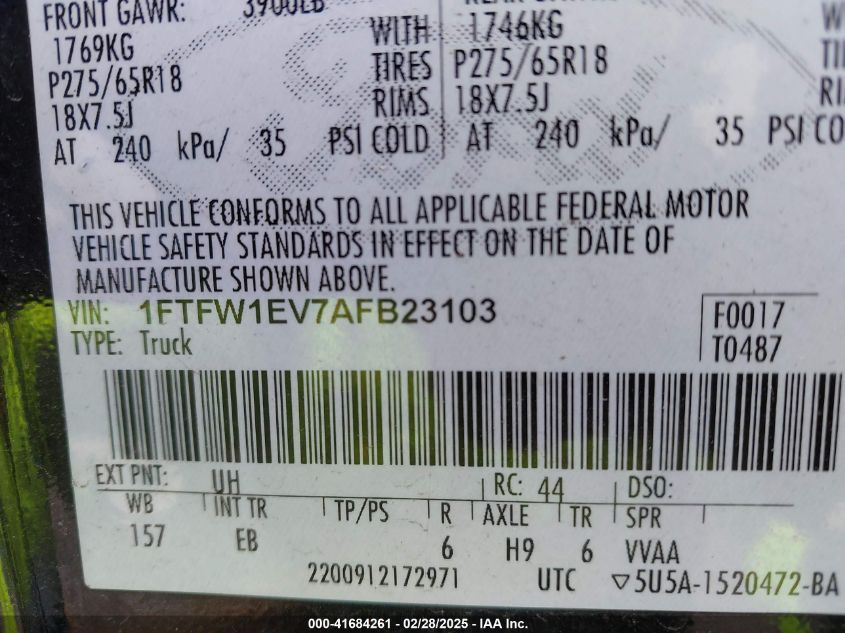 FRONT GAWR: 3900LB
1769KG WITH 1746KG
P275/65R18 TIRES P275/65R18
18X7.5J RIMS 18X7.5J
AT 240 kPa/ 35 PSI COLD AT 240 kPa/ 35 PSI CO
THIS VEHICLE CONFORMS TO ALL APPLICABLE FEDERAL MOTOR
VEHICLE SAFETY STANDARDS IN EFFECT ON THE DATE OF
MANUFACTURE SHOWN ABOVE.
VIN: 1FTFW1EV7AFB23103 F0017
TYPE: Truck T0487
EXT PNT: UH RC: 44 DSO:
WB INT TR TP/PS R AXLE TR SPR
157 EB 6 H9 6 VVAA
2200912172971 UTC ▽5U5A-1520472-BA
000-41684261 - 02/28/2025 - IAA Inc.